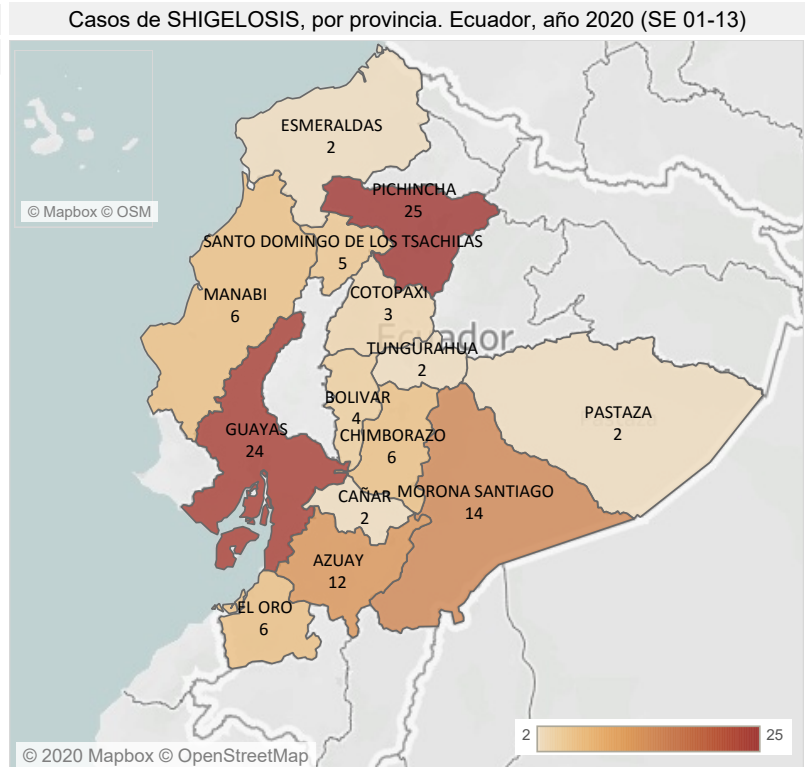 Casos de SHIGELOSIS, por provincia. Ecuador, año 2020 (SE 01-13)
© Mapbox © OSM
ESMERALDAS
2
PICHINCHA
25
SANTO DOMINGO DE LOS TSACHILAS
5
MANABI
6
COTOPAXI
3
Ecuador
TUNGURAHUA
2
BOLIVAR
4
PASTAZA
2
GUAYAS
24
CHIMBORAZO
6
CAÑAR
2
MORONA SANTIAGO
14
AZUAY
12
EL ORO
6
2
25
© 2020 Mapbox © OpenStreetMap